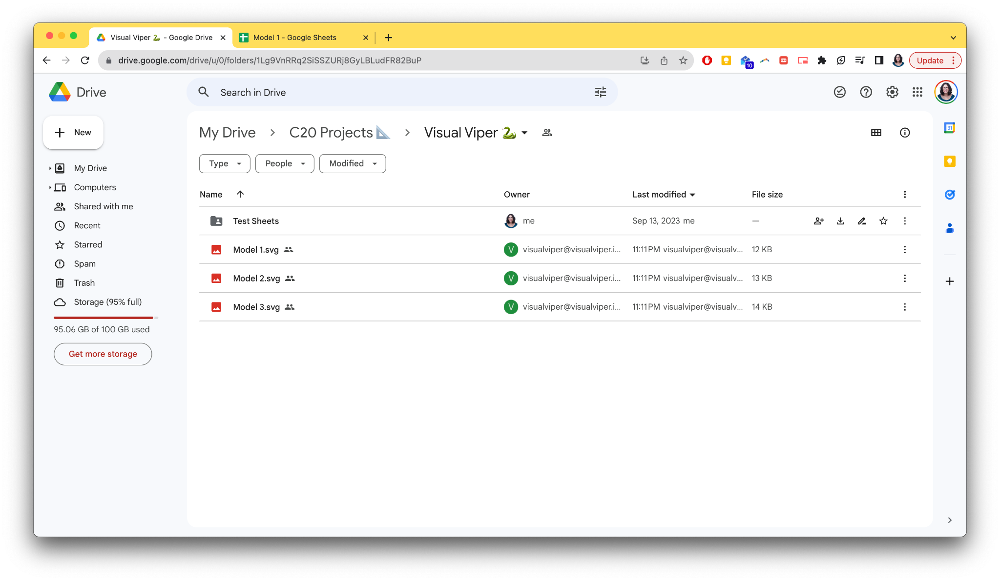 Visual Viper 🐍 - Google Drive
Model 1 - Google Sheets
drive.google.com/drive/u/0/folders/1Lg9VnRRq2SiSSZURj8GyLBLudFR82BuP
10
Update
Drive
Search in Drive
New
My Drive
Computers
Shared with me
Recent
Starred
Spam
Trash
Storage (95% full)
95.06 GB of 100 GB used
Get more storage
My Drive > C20 Projects 📐 > Visual Viper 🐍
Type People Modified
Name Owner Last modified File size
Test Sheets me Sep 13, 2023 me —
Model 1.svg V visualviper@visualviper.i... 11:11 PM visualviper@visualv... 12 KB
Model 2.svg V visualviper@visualviper.i... 11:11 PM visualviper@visualv... 13 KB
Model 3.svg V visualviper@visualviper.i... 11:11 PM visualviper@visualv... 14 KB
31